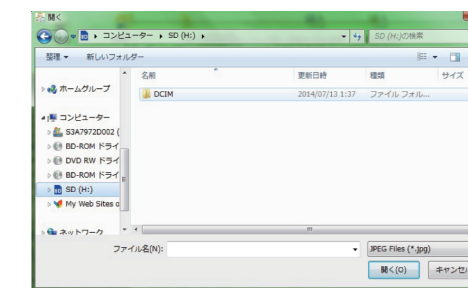 開く
コンピューター ▸ SD (H:) ▸
SD (H:)の検索
整理 ▼ 新しいフォルダー
名前 更新日時 種類 サイズ
DCIM 2014/07/13 1:37 ファイル フォル...
ホームグループ
コンピューター
S3A7972D002 (
BD-ROM ドライ
DVD RW ドライ
BD-ROM ドライ
SD (H:)
My Web Sites o
ネットワーク
ファイル名(N):
JPEG Files (*.jpg)
開く(O) キャンセル